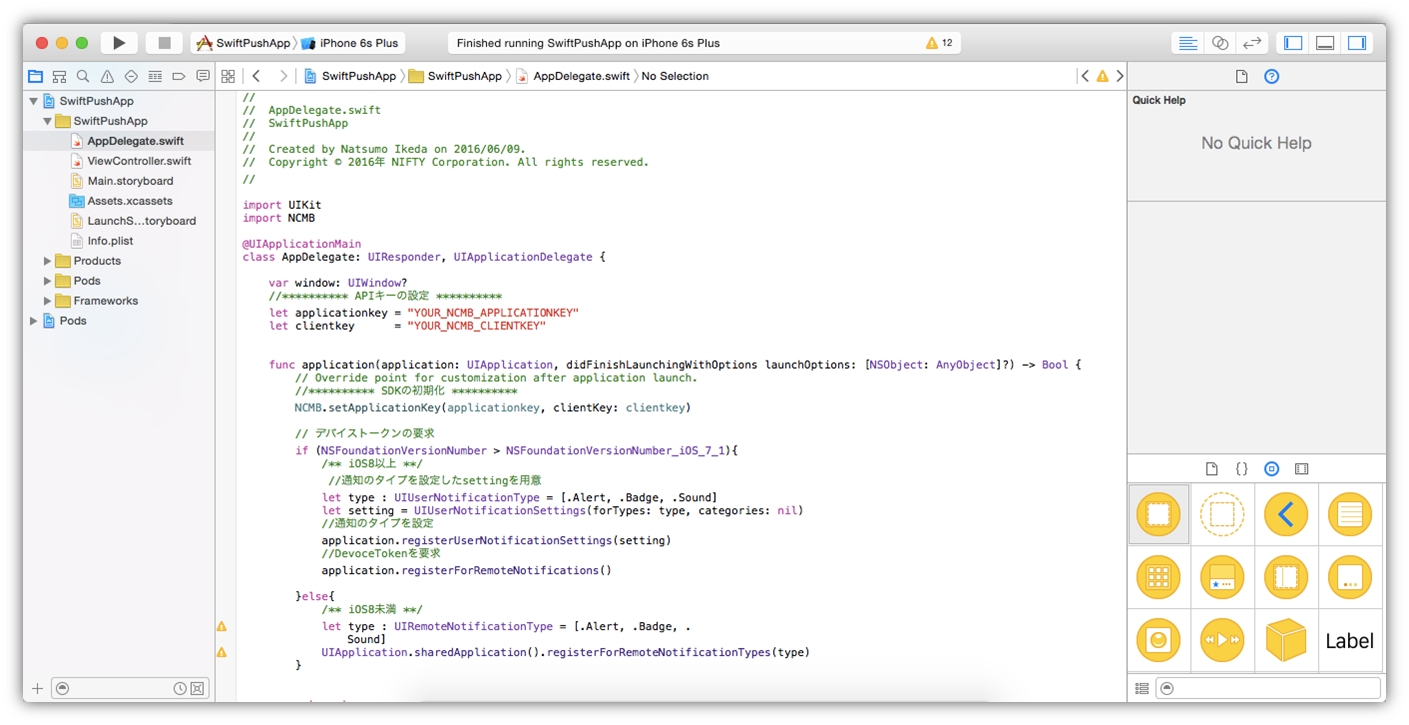 SwiftPushApp iPhone 6s Plus
Finished running SwiftPushApp on iPhone 6s Plus
12
SwiftPushApp SwiftPushApp AppDelegate.swift No Selection
SwiftPushApp
SwiftPushApp
AppDelegate.swift
ViewController.swift
Main.storyboard
Assets.xcassets
LaunchS...toryboard
Info.plist
Products
Pods
Frameworks
Pods
//
//  AppDelegate.swift
//  SwiftPushApp
//
//  Created by Natsumo Ikeda on 2016/06/09.
//  Copyright © 2016年 NIFTY Corporation. All rights reserved.
//
import UIKit
import NCMB
@UIApplicationMain
class AppDelegate: UIResponder, UIApplicationDelegate {
var window: UIWindow?
//********** APIキーの設定 **********
let applicationkey = "YOUR_NCMB_APPLICATIONKEY"
let clientkey      = "YOUR_NCMB_CLIENTKEY"
func application(application: UIApplication, didFinishLaunchingWithOptions launchOptions: [NSObject: AnyObject]?) -> Bool {
// Override point for customization after application launch.
//********** SDKの初期化 **********
NCMB.setApplicationKey(applicationkey, clientKey: clientkey)
// デバイストークンの要求
if (NSFoundationVersionNumber > NSFoundationVersionNumber_iOS_7_1){
/** iOS8以上 **/
//通知のタイプを設定したsettingを用意
let type : UIUserNotificationType = [.Alert, .Badge, .Sound]
let setting = UIUserNotificationSettings(forTypes: type, categories: nil)
//通知のタイプを設定
application.registerUserNotificationSettings(setting)
//DevoceTokenを要求
application.registerForRemoteNotifications()
}else{
/** iOS8未満 **/
let type : UIRemoteNotificationType = [.Alert, .Badge, .
Sound]
UIApplication.sharedApplication().registerForRemoteNotificationTypes(type)
}
Quick Help
No Quick Help
{}
Label